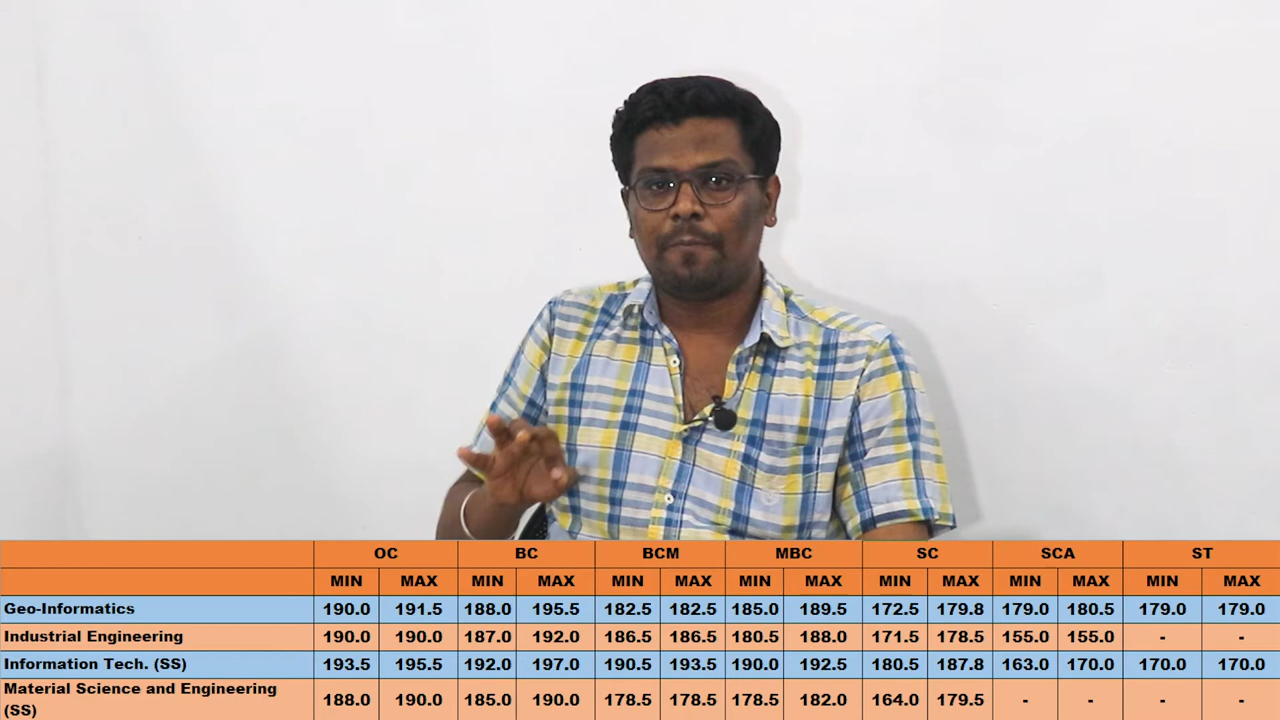 OC BC BCM MBC SC SCA ST
MIN MAX MIN MAX MIN MAX MIN MAX MIN MAX MIN MAX MIN MAX
Geo-Informatics 190.0 191.5 188.0 195.5 182.5 182.5 185.0 189.5 172.5 179.8 179.0 180.5 179.0 179.0
Industrial Engineering 190.0 190.0 187.0 192.0 186.5 186.5 180.5 188.0 171.5 178.5 155.0 155.0 - -
Information Tech. (SS) 193.5 195.5 192.0 197.0 190.5 193.5 190.0 192.5 180.5 187.8 163.0 170.0 170.0 170.0
Material Science and Engineering
(SS) 188.0 190.0 185.0 190.0 178.5 178.5 178.5 182.0 164.0 179.5 - - - -